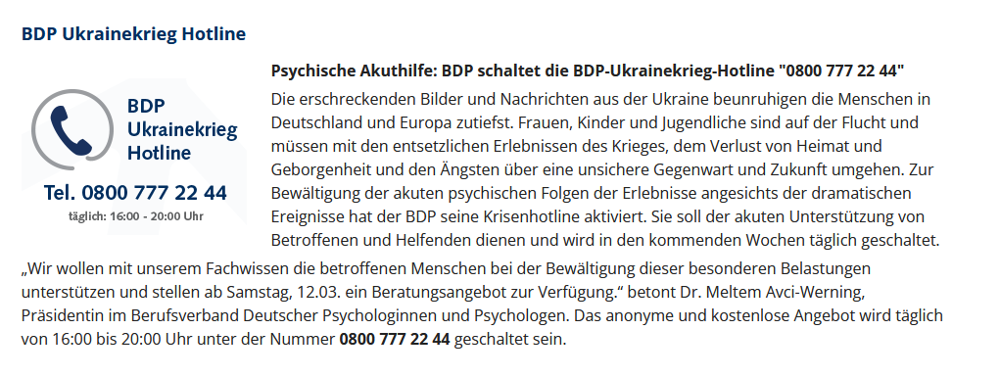 BDP Ukrainekrieg Hotline
BDP
Ukrainekrieg
Hotline
Tel. 0800 777 22 44
täglich: 16:00 - 20:00 Uhr
Psychische Akuthilfe: BDP schaltet die BDP-Ukrainekrieg-Hotline "0800 777 22 44"
Die erschreckenden Bilder und Nachrichten aus der Ukraine beunruhigen die Menschen in
Deutschland und Europa zutiefst. Frauen, Kinder und Jugendliche sind auf der Flucht und
müssen mit den entsetzlichen Erlebnissen des Krieges, dem Verlust von Heimat und
Geborgenheit und den Ängsten über eine unsichere Gegenwart und Zukunft umgehen. Zur
Bewältigung der akuten psychischen Folgen der Erlebnisse angesichts der dramatischen
Ereignisse hat der BDP seine Krisenhotline aktiviert. Sie soll der akuten Unterstützung von
Betroffenen und Helfenden dienen und wird in den kommenden Wochen täglich geschaltet.
„Wir wollen mit unserem Fachwissen die betroffenen Menschen bei der Bewältigung dieser besonderen Belastungen
unterstützen und stellen ab Samstag, 12.03. ein Beratungsangebot zur Verfügung.“ betont Dr. Meltem Avci-Werning,
Präsidentin im Berufsverband Deutscher Psychologinnen und Psychologen. Das anonyme und kostenlose Angebot wird täglich
von 16:00 bis 20:00 Uhr unter der Nummer 0800 777 22 44 geschaltet sein.